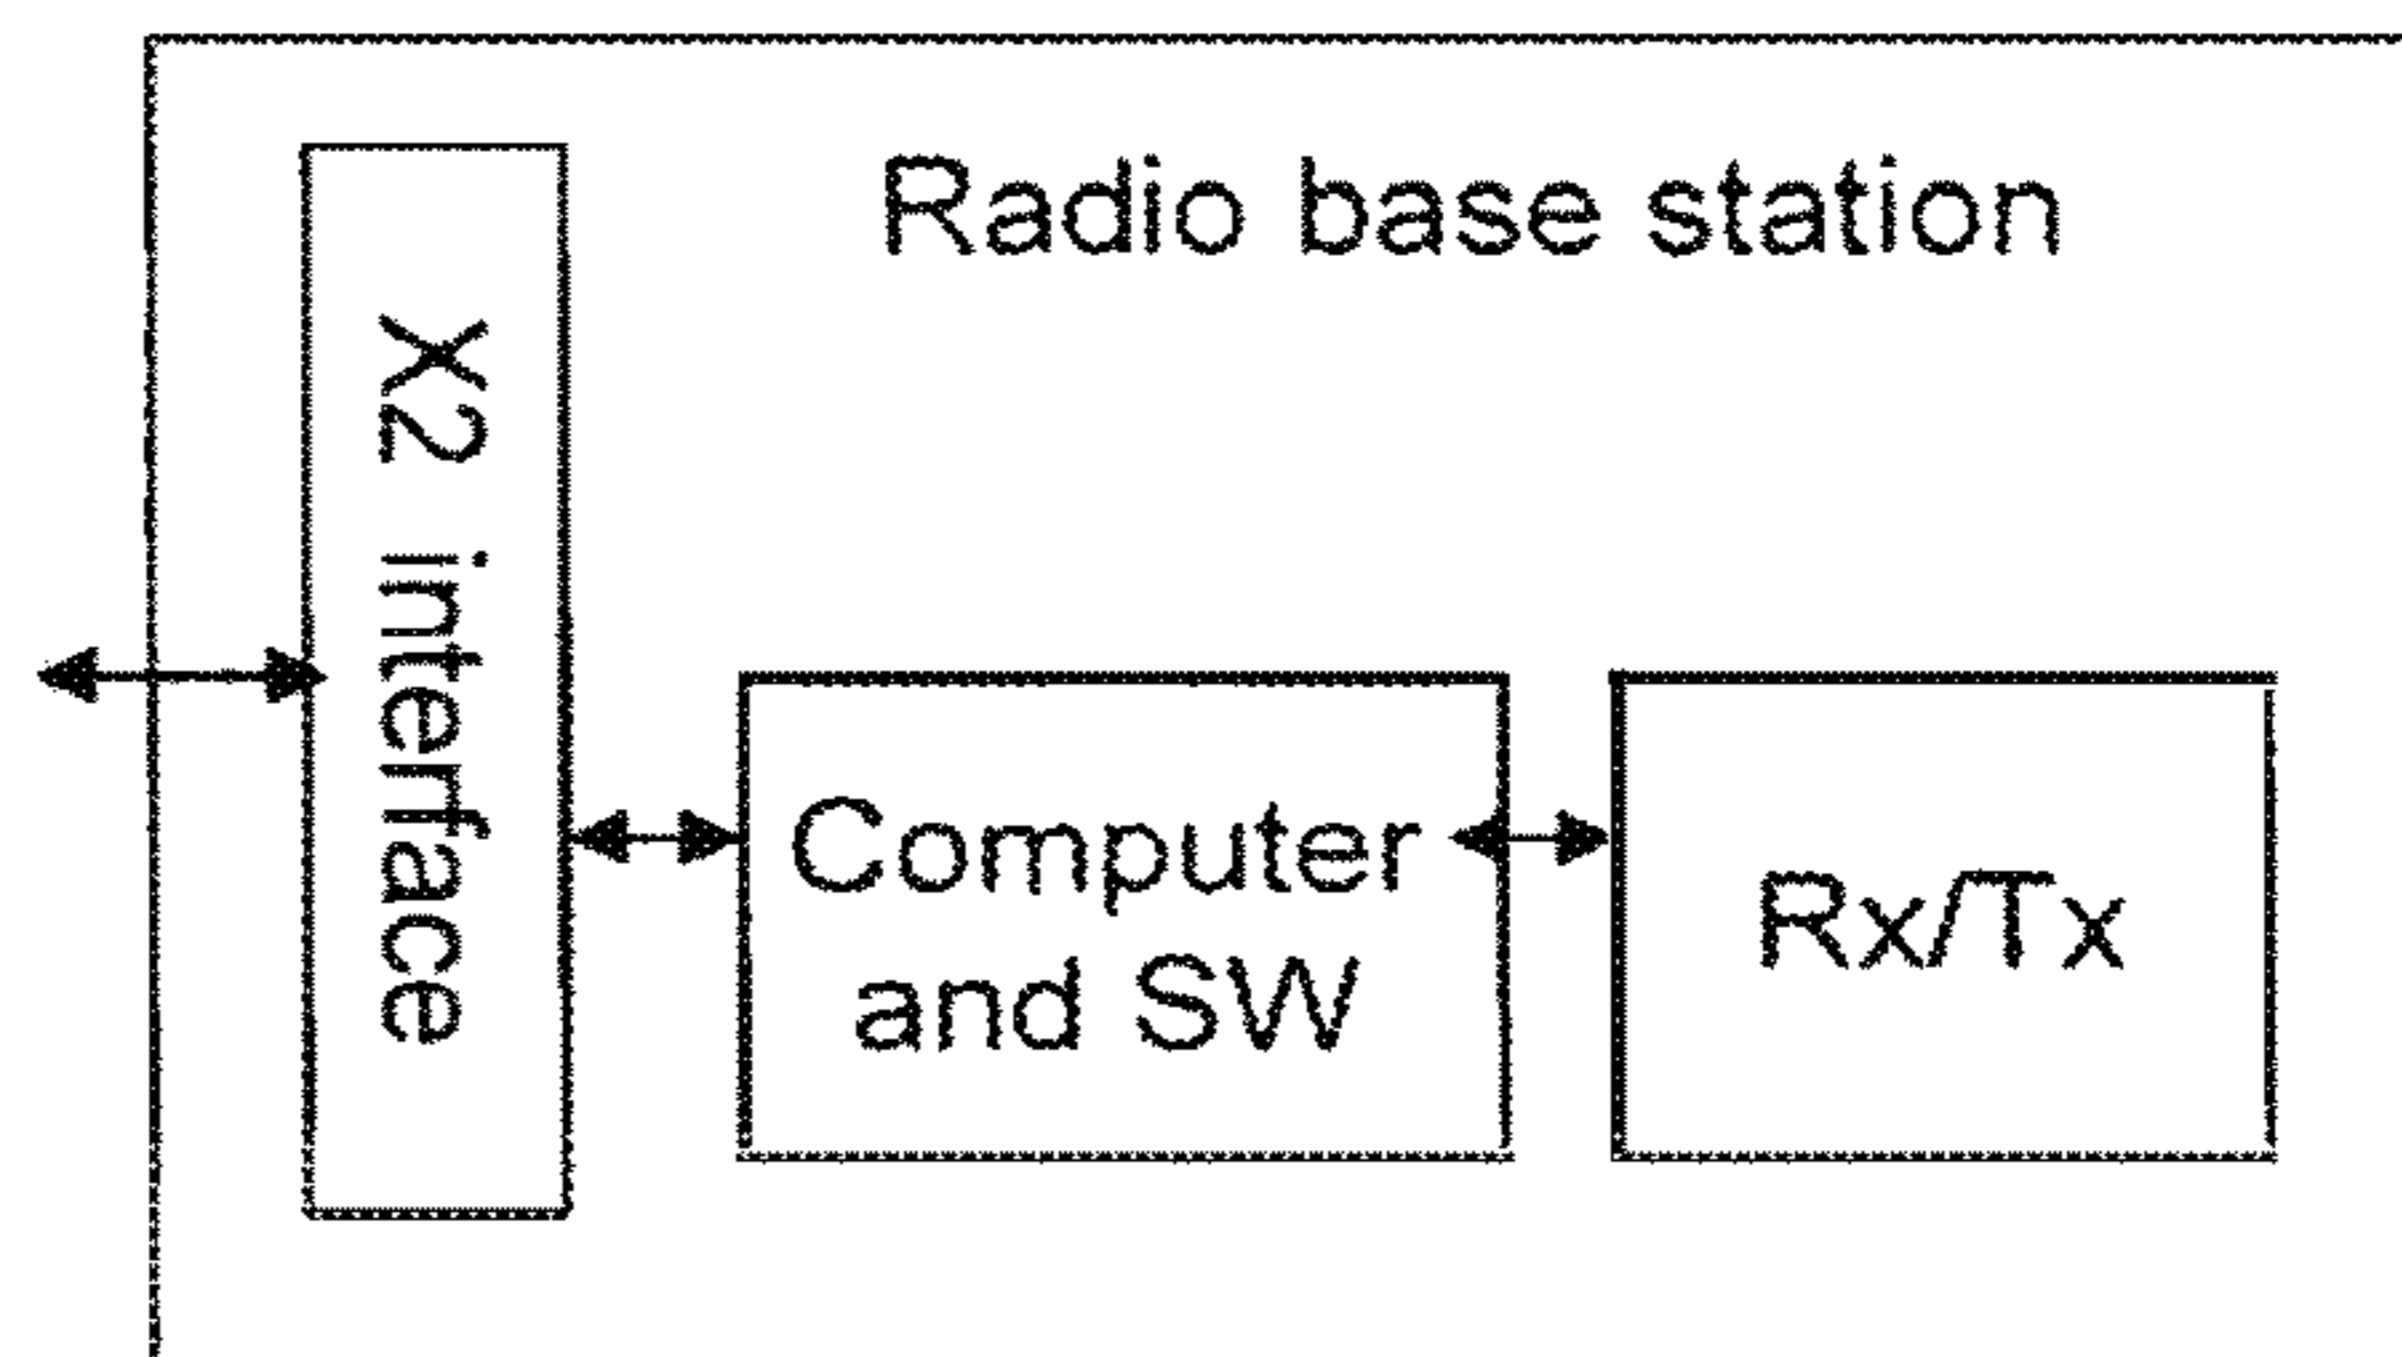 Radio base station
X2 interface
Computer
and SW
Rx/Tx